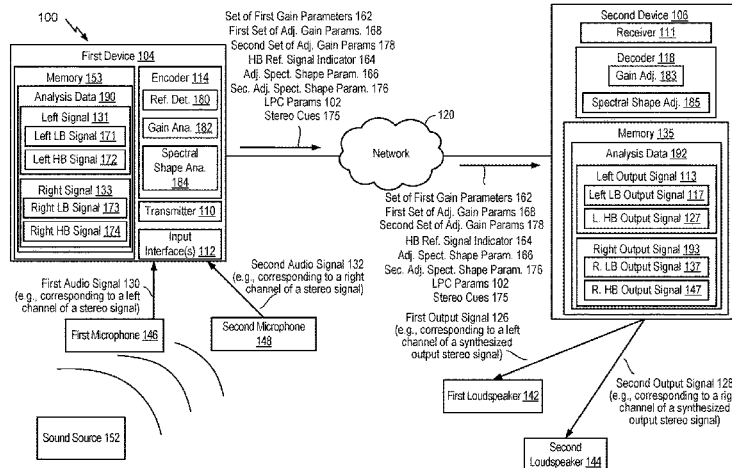 100
First Device 104
Memory 153
Analysis Data 190
Left Signal 131
Left LB Signal 171
Left HB Signal 172
Right Signal 133
Right LB Signal 173
Right HB Signal 174
Encoder 114
Ref. Det. 180
Gain Ana. 182
Spectral
Shape Ana.
184
Transmitter 110
Input
Interface(s) 112
Set of First Gain Parameters 162
First Set of Adj. Gain Params. 168
Second Set of Adj. Gain Params 178
HB Ref. Signal Indicator 164
Adj. Spect. Shape Param. 166
Sec. Adj. Spect. Shape Param. 176
LPC Params 102
Stereo Cues 175
120
Network
Set of First Gain Parameters 162
First Set of Adj. Gain Params 168
Second Set of Adj. Gain Params 178
HB Ref. Signal Indicator 164
Adj. Spect. Shape Param. 166
Sec. Adj. Spect. Shape Param. 176
LPC Params 102
Stereo Cues 175
Second Device 106
Receiver 111
Decoder 118
Gain Adj. 183
Spectral Shape Adj. 185
Memory 135
Analysis Data 192
Left Output Signal 113
Left LB Output Signal 117
L. HB Output Signal 127
Right Output Signal 193
R. LB Output Signal 137
R. HB Output Signal 147
First Audio Signal 130
(e.g., corresponding to a left
channel of a stereo signal)
Second Audio Signal 132
(e.g., corresponding to a right
channel of a stereo signal)
First Microphone 146
Second Microphone
148
Sound Source 152
First Output Signal 126
(e.g., corresponding to a left
channel of a synthesized
output stereo signal)
Second Output Signal 128
(e.g., corresponding to a right
channel of a synthesized
output stereo signal)
First Loudspeaker 142
Second
Loudspeaker 144